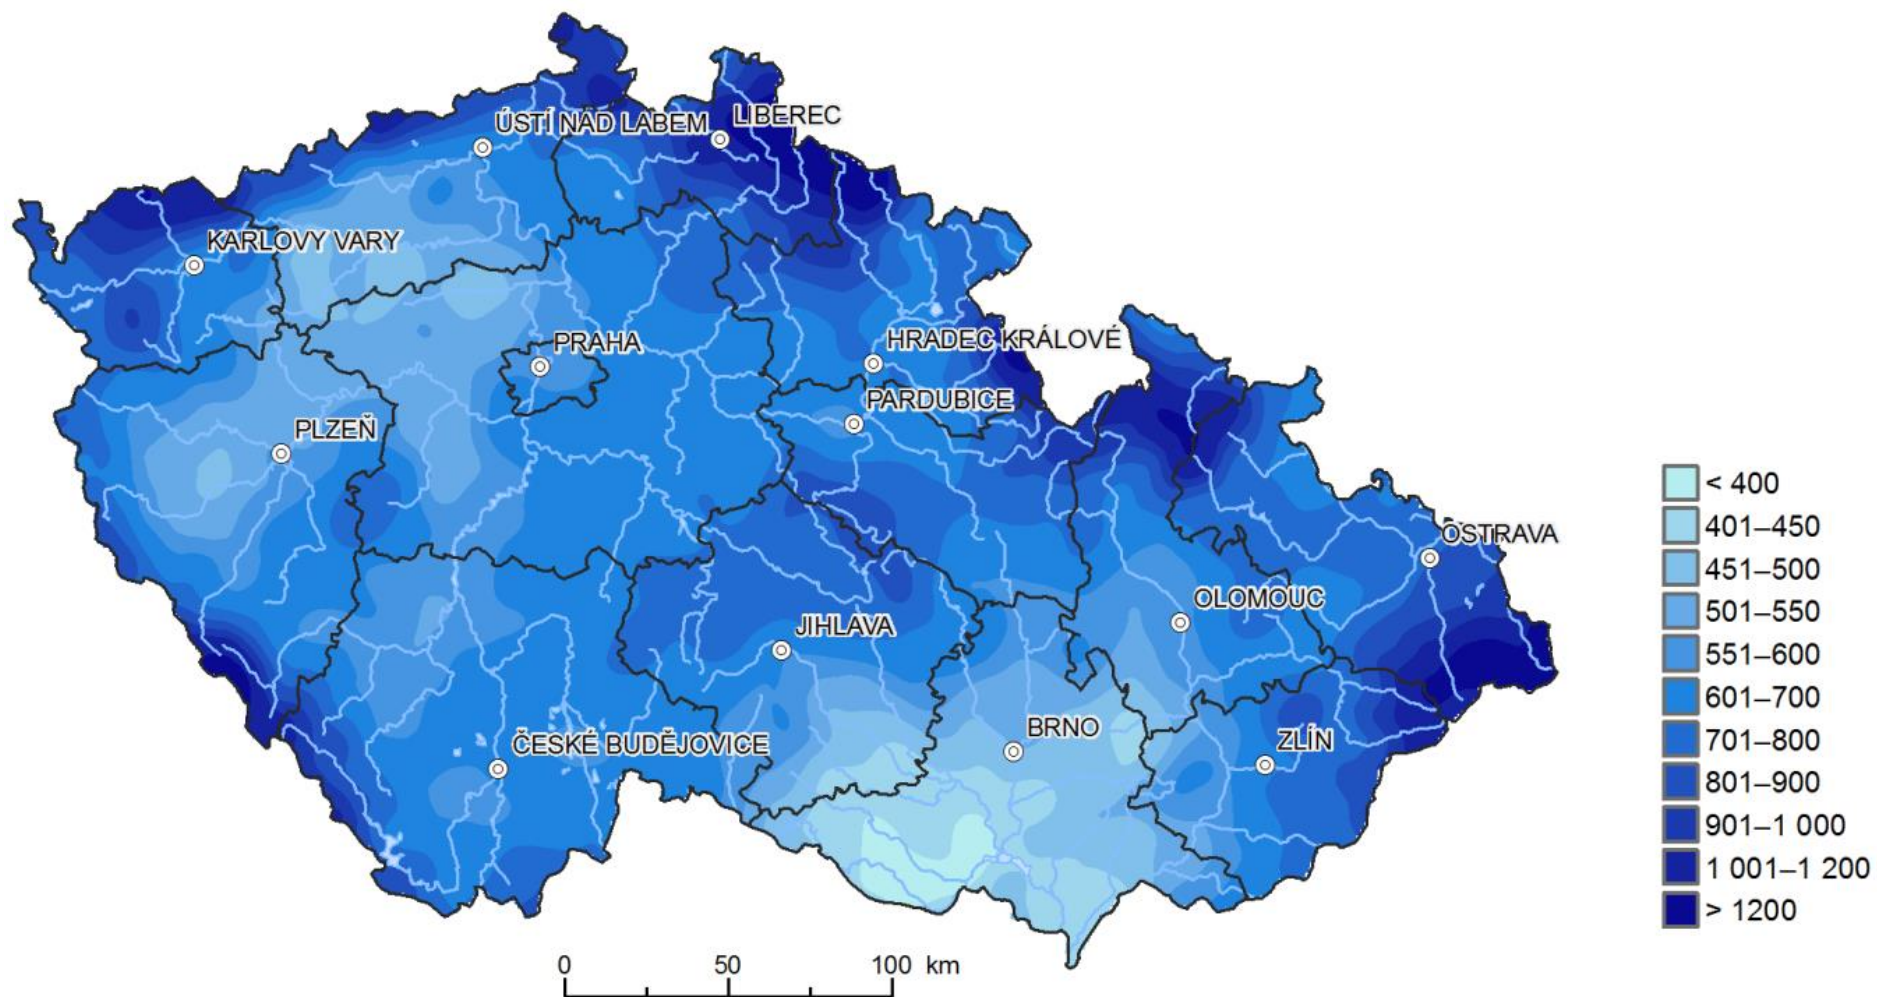 LIBEREC
ÚSTÍ NAD LABEM
KARLOVY VARY
PRAHA
HRADEC KRÁLOVÉ
PARDUBICE
PLZEŇ
OSTRAVA
OLOMOUC
JIHLAVA
BRNO
ZLÍN
ČESKÉ BUDĚJOVICE
< 400
401–450
451–500
501–550
551–600
601–700
701–800
801–900
901–1 000
1 001–1 200
> 1200
0 50 100 km